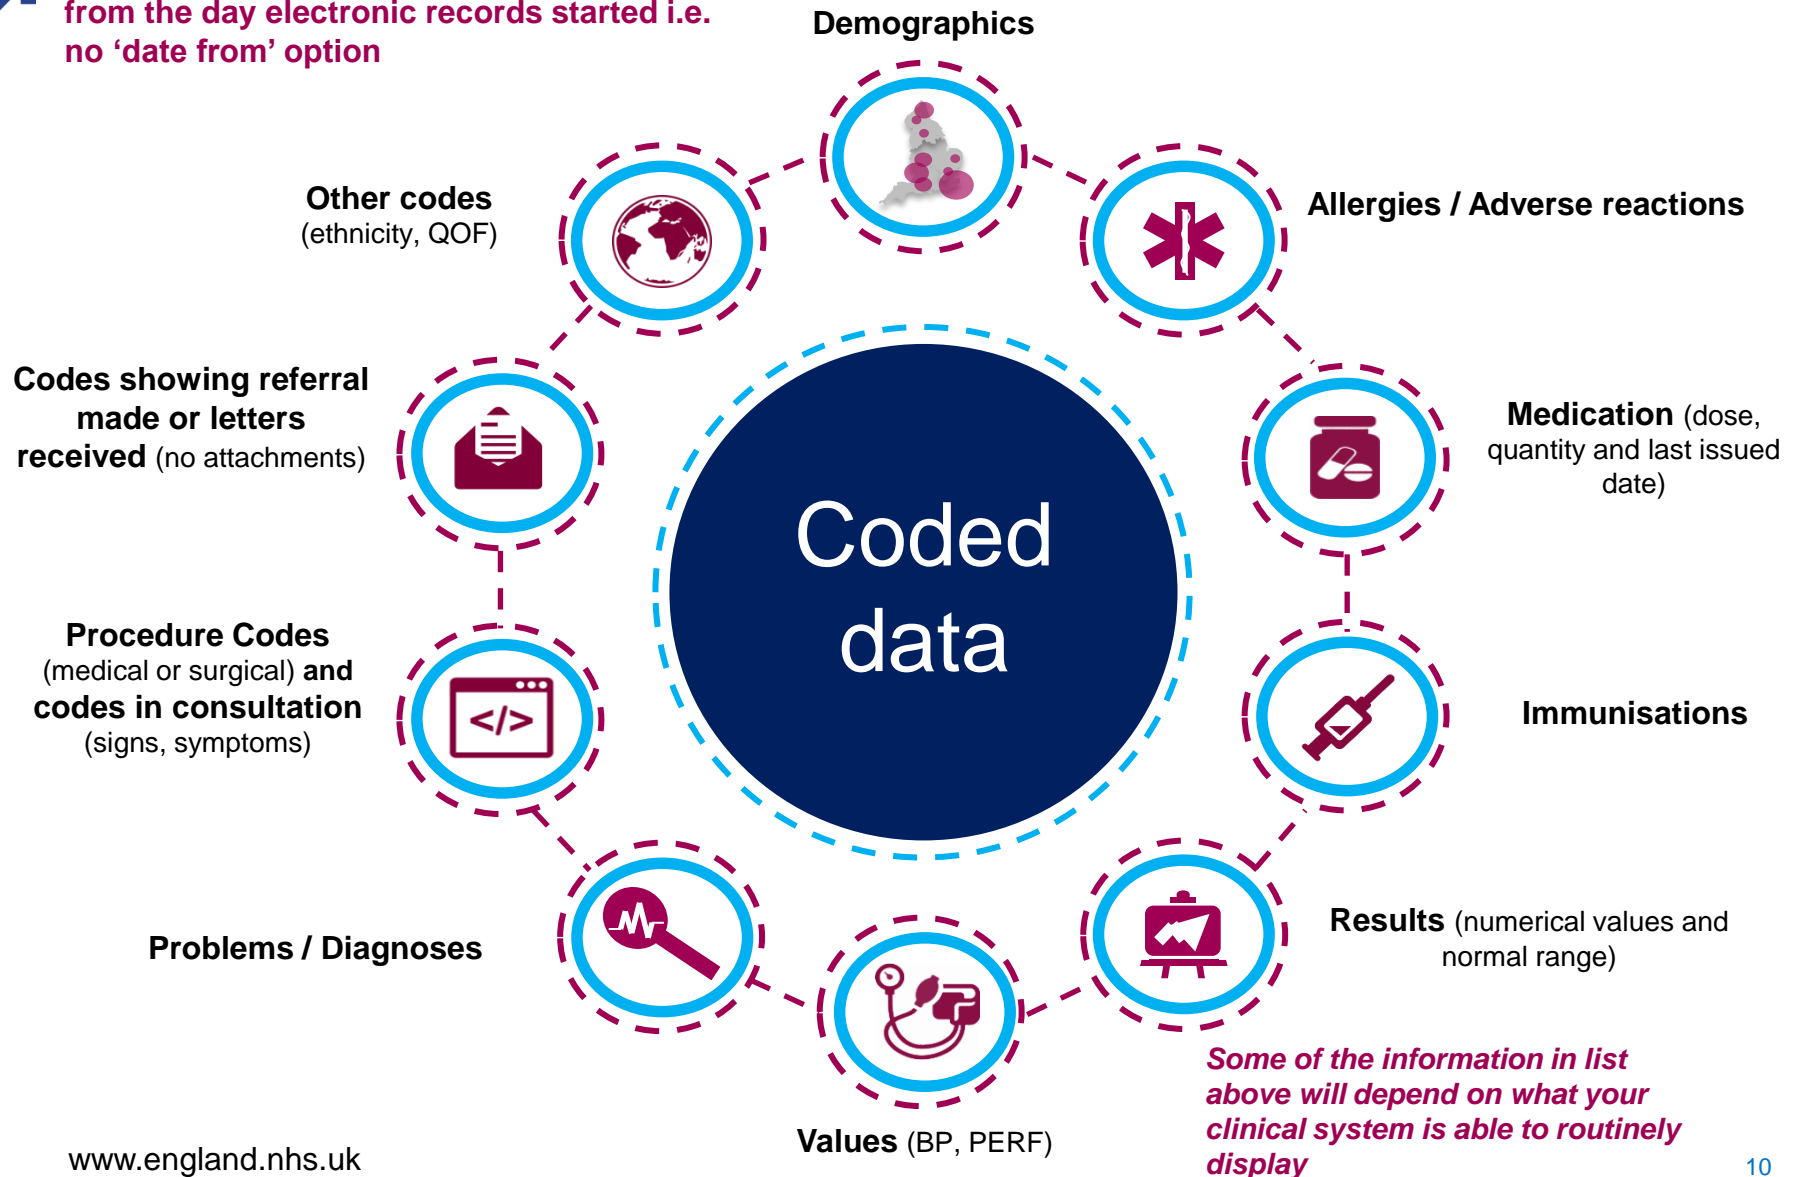 from the day electronic records started i.e.
no ‘date from’ option
Demographics
Other codes
(ethnicity, QOF)
Allergies / Adverse reactions
Codes showing referral
made or letters
received (no attachments)
Medication (dose,
quantity and last issued
date)
Coded
data
Procedure Codes
(medical or surgical) and
codes in consultation
(signs, symptoms)
</>
Immunisations
Problems / Diagnoses
Results (numerical values and
normal range)
Values (BP, PERF)
Some of the information in list
above will depend on what your
clinical system is able to routinely
display
www.england.nhs.uk
10